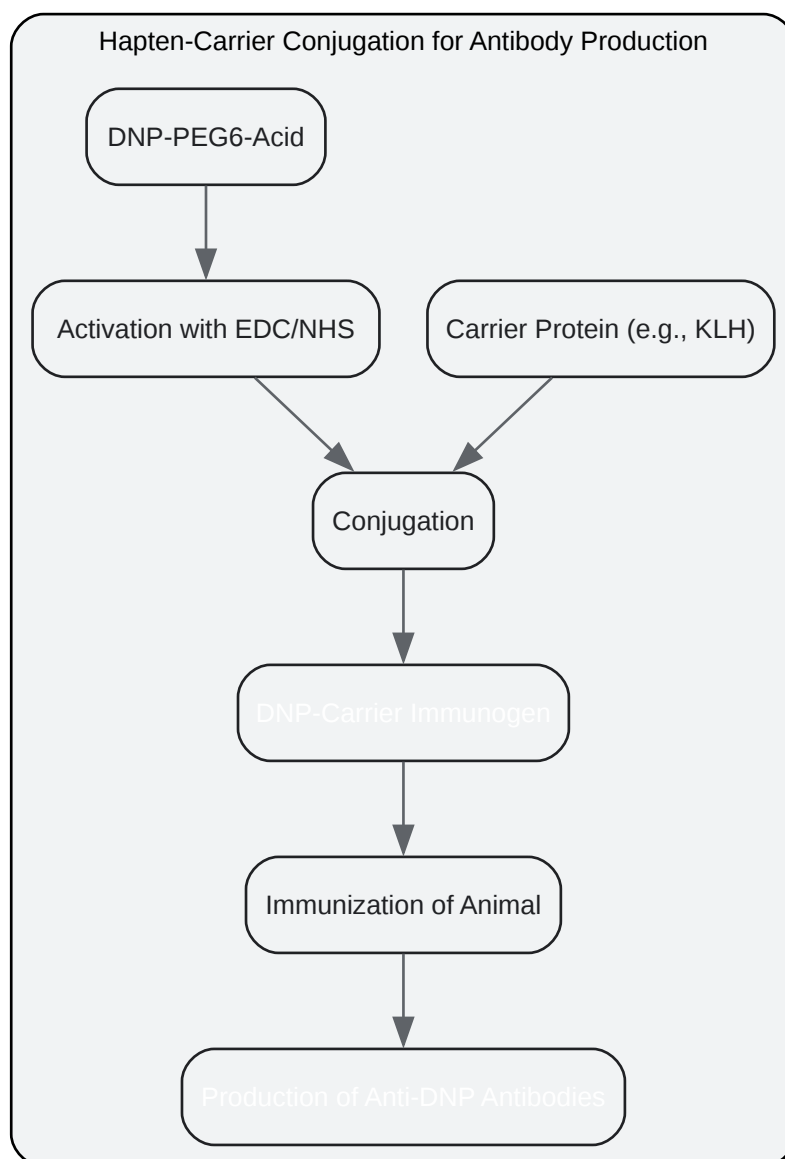 Hapten-Carrier Conjugation for Antibody Production
DNP-PEG6-Acid
Activation with EDC/NHS
Carrier Protein (e.g., KLH)
Conjugation
DNP-Carrier Immunogen
Immunization of Animal
Production of Anti-DNP Antibodies